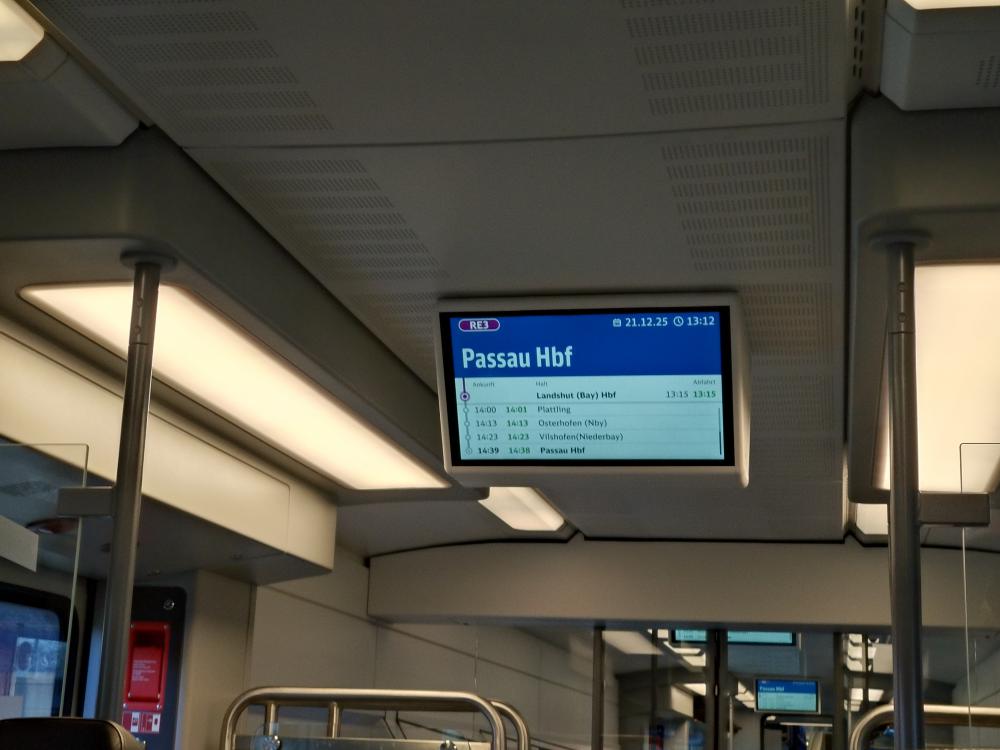 RE3 21.12.25 13:12
Passau Hbf
Ankunft Halt Abfahrt
Landshut (Bay) Hbf 13:15 13:15
14:00 14:01 Plattling
14:13 14:13 Osterhofen (Nby)
14:23 14:23 Vilshofen(Niederbay)
14:39 14:38 Passau Hbf
Passau Hbf